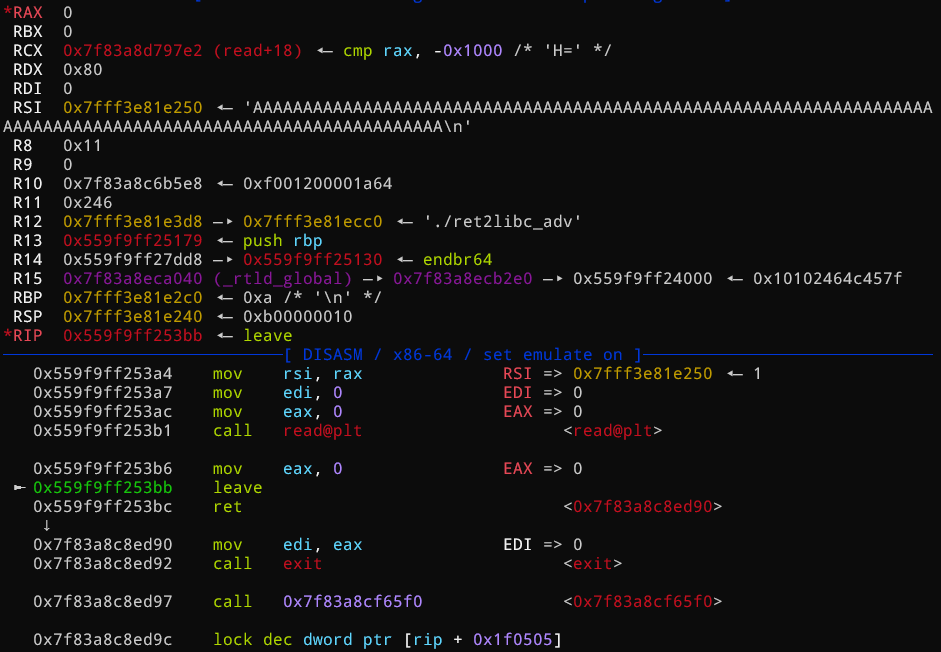 *RAX  0
RBX  0
RCX  0x7f83a8d797e2 (read+18) ◂— cmp rax, -0x1000 /* 'H=' */
RDX  0x80
RDI  0
RSI  0x7fff3e81e250 ◂— 'AAAAAAAAAAAAAAAAAAAAAAAAAAAAAAAAAAAAAAAAAAAAAAAAAAAAAAAAAAAAAAAAAAAA
AAAAAAAAAAAAAAAAAAAAAAAAAAAAAAAAAAAAAAAAAAAA\n'
R8   0x11
R9   0
R10  0x7f83a8c6b5e8 ◂— 0xf001200001a64
R11  0x246
R12  0x7fff3e81e3d8 —▸ 0x7fff3e81ecc0 ◂— './ret2libc_adv'
R13  0x559f9ff25179 ◂— push rbp
R14  0x559f9ff27dd8 —▸ 0x559f9ff25130 ◂— endbr64
R15  0x7f83a8eca040 (_rtld_global) —▸ 0x7f83a8ecb2e0 —▸ 0x559f9ff24000 ◂— 0x10102464c457f
RBP  0x7fff3e81e2c0 ◂— 0xa /* '\n' */
RSP  0x7fff3e81e240 ◂— 0xb00000010
*RIP  0x559f9ff253bb ◂— leave
[ DISASM / x86-64 / set emulate on ]
0x559f9ff253a4    mov    rsi, rax              RSI => 0x7fff3e81e250 ◂— 1
0x559f9ff253a7    mov    edi, 0                EDI => 0
0x559f9ff253ac    mov    eax, 0                EAX => 0
0x559f9ff253b1    call   read@plt                    <read@plt>
0x559f9ff253b6    mov    eax, 0                EAX => 0
► 0x559f9ff253bb    leave
0x559f9ff253bc    ret                                <0x7f83a8c8ed90>
↓
0x7f83a8c8ed90    mov    edi, eax              EDI => 0
0x7f83a8c8ed92    call   exit                        <exit>
0x7f83a8c8ed97    call   0x7f83a8cf65f0              <0x7f83a8cf65f0>
0x7f83a8c8ed9c    lock dec dword ptr [rip + 0x1f0505]